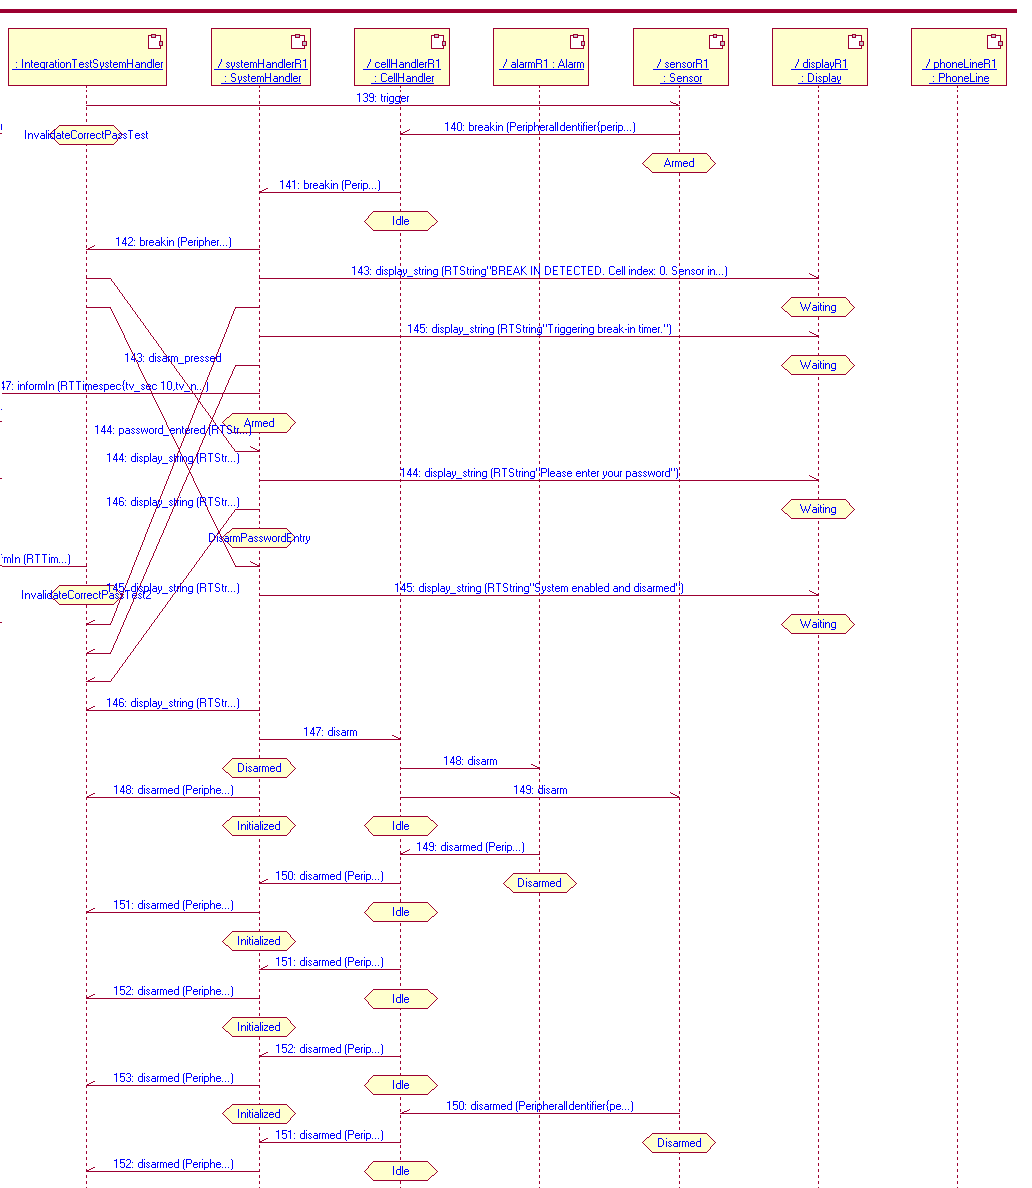 : IntegrationTestSystemHandler
/ systemHandlerR1
: SystemHandler
/ cellHandlerR1
: CellHandler
/ alarmR1 : Alarm
/ sensorR1
: Sensor
/ displayR1
: Display
/ phoneLineR1
: PhoneLine
139: trigger
InvalidateCorrectPassTest
140: breakin (PeripheralIdentifier{perip...)
Armed
141: breakin (Perip...)
Idle
142: breakin (Peripher...)
143: display_string (RTString"BREAK IN DETECTED. Cell index: 0. Sensor in...)
Waiting
145: display_string (RTString"Triggering break-in timer.")
143: disarm_pressed
Waiting
47: informIn (RTTimespec{tv_sec 10,tv_n...)
Armed
144: password_entered (RTStr...)
144: display_string (RTStr...)
144: display_string (RTString"Please enter your password")
146: display_string (RTStr...)
Waiting
DisarmPasswordEntry
rmIn (RTTim...)
145: display_string (RTStr...)
145: display_string (RTString"System enabled and disarmed")
InvalidateCorrectPassTest2
Waiting
146: display_string (RTStr...)
147: disarm
148: disarm
Disarmed
148: disarmed (Periphe...)
149: disarm
Initialized
Idle
149: disarmed (Perip...)
150: disarmed (Perip...)
Disarmed
151: disarmed (Periphe...)
Idle
Initialized
151: disarmed (Perip...)
152: disarmed (Periphe...)
Idle
Initialized
152: disarmed (Perip...)
153: disarmed (Periphe...)
Idle
150: disarmed (PeripheralIdentifier{pe...)
Initialized
151: disarmed (Perip...)
Disarmed
152: disarmed (Periphe...)
Idle